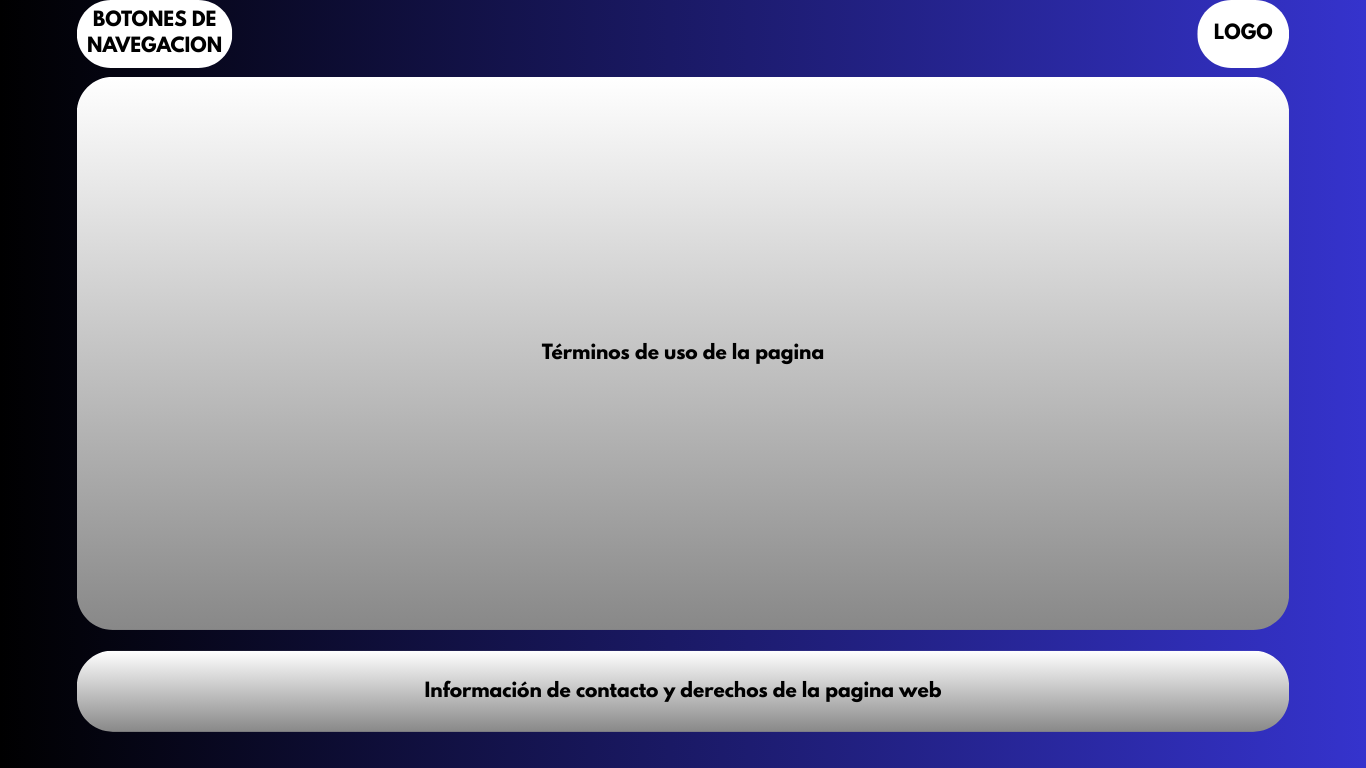 BOTONES DE
NAVEGACION
LOGO
Términos de uso de la pagina
Información de contacto y derechos de la pagina web